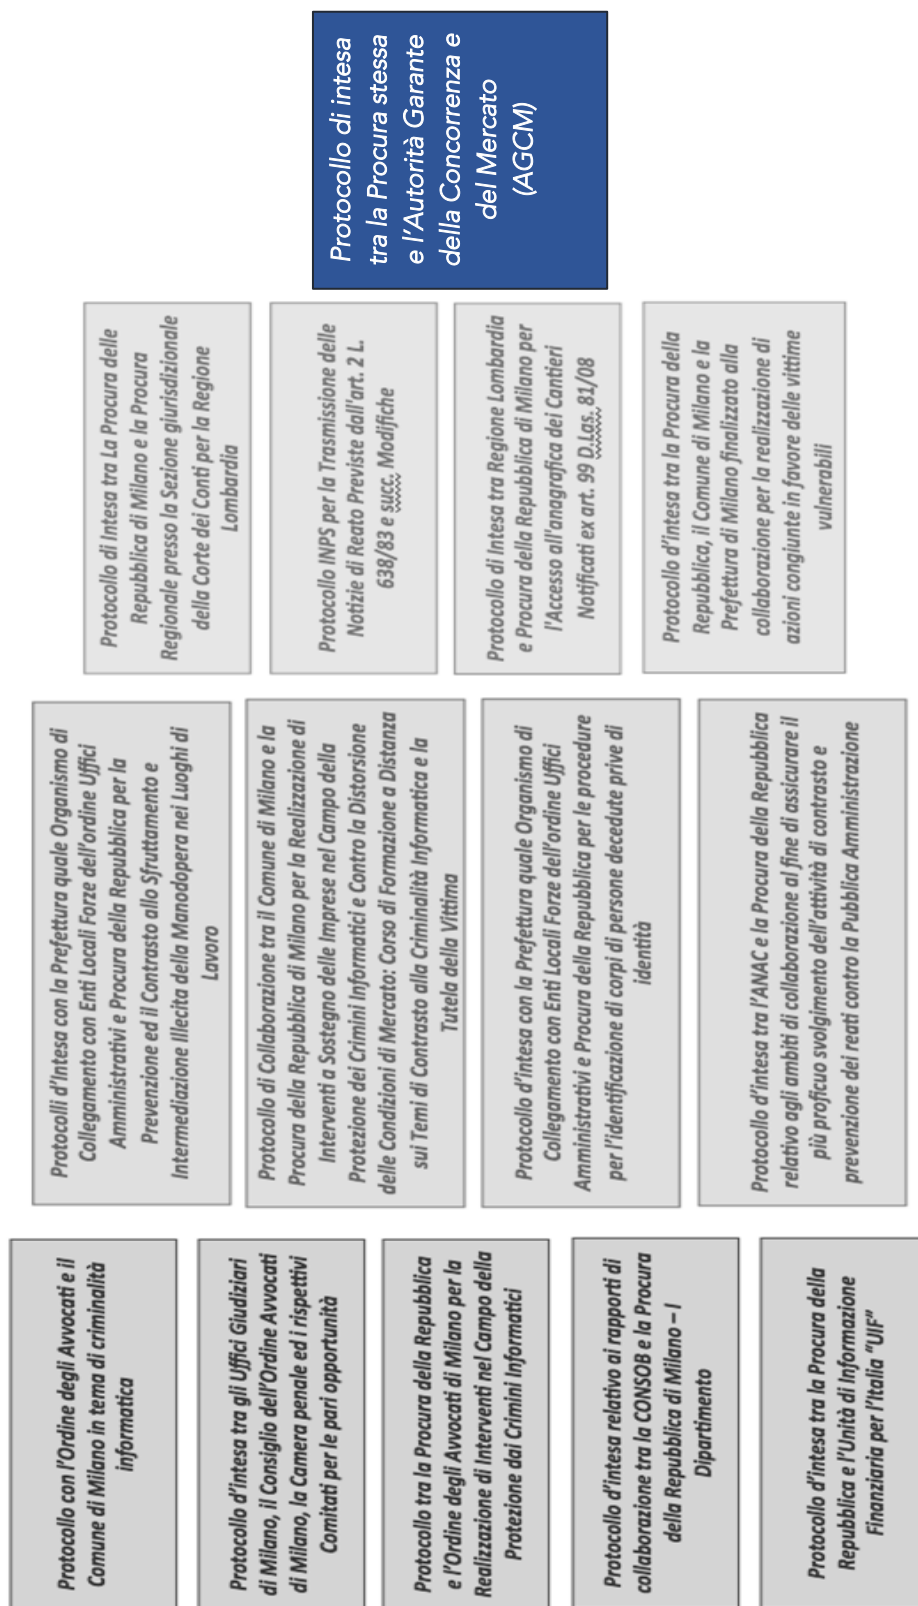 Protocollo con l'Ordine degli Avvocati e il
Comune di Milano in tema di criminalità
informatica
Protocollo d'intesa tra gli Uffici Giudiziari
di Milano, il Consiglio dell'Ordine Avvocati
di Milano, la Camera penale ed i rispettivi
Comitati per le pari opportunità
Protocollo tra la Procura della Repubblica
e l'Ordine degli Avvocati di Milano per la
Realizzazione di Interventi nel Campo della
Protezione dai Crimini Informatici
Protocollo d'intesa relativo ai rapporti di
collaborazione tra la CONSOB e la Procura
della Repubblica di Milano – I
Dipartimento
Protocollo d'intesa tra la Procura della
Repubblica e l'Unità di Informazione
Finanziaria per l'Italia "UIF"
Protocolli d'Intesa con la Prefettura quale Organismo di
Collegamento con Enti Locali Forze dell'ordine Uffici
Amministrativi e Procura della Repubblica per la
Prevenzione ed il Contrasto allo Sfruttamento e
Intermediazione Illecita della Manodopera nei Luoghi di
Lavoro
Protocollo di Collaborazione tra il Comune di Milano e la
Procura della Repubblica di Milano per la Realizzazione di
Interventi a Sostegno delle Imprese nel Campo della
Protezione dei Crimini Informatici e Contro la Distorsione
delle Condizioni di Mercato: Corso di Formazione a Distanza
sui Temi di Contrasto alla Criminalità Informatica e la
Tutela della Vittima
Protocollo d'intesa con la Prefettura quale Organismo di
Collegamento con Enti Locali Forze dell'ordine Uffici
Amministrativi e Procura della Repubblica per le procedure
per l'identificazione di corpi di persone decedute prive di
identità
Protocollo d'intesa tra l'ANAC e la Procura della Repubblica
relativo agli ambiti di collaborazione al fine di assicurare il
più proficuo svolgimento dell'attività di contrasto e
prevenzione dei reati contro la Pubblica Amministrazione
Protocollo di Intesa tra La Procura delle
Repubblica di Milano e la Procura
Regionale presso la Sezione giurisdizionale
della Corte dei Conti per la Regione
Lombardia
Protocollo INPS per la Trasmissione delle
Notizie di Reato Previste dall'art. 2 L.
638/83 e succ. Modifiche
Protocollo di Intesa tra Regione Lombardia
e Procura della Repubblica di Milano per
l'Accesso all'anagrafica dei Cantieri
Notificati ex art. 99 D.Las. 81/08
Protocollo d'intesa tra la Procura della
Repubblica, il Comune di Milano e la
Prefettura di Milano finalizzato alla
collaborazione per la realizzazione di
azioni congiunte in favore delle vittime
vulnerabili
Protocollo di intesa
tra la Procura stessa
e l'Autorità Garante
della Concorrenza e
del Mercato
(AGCM)